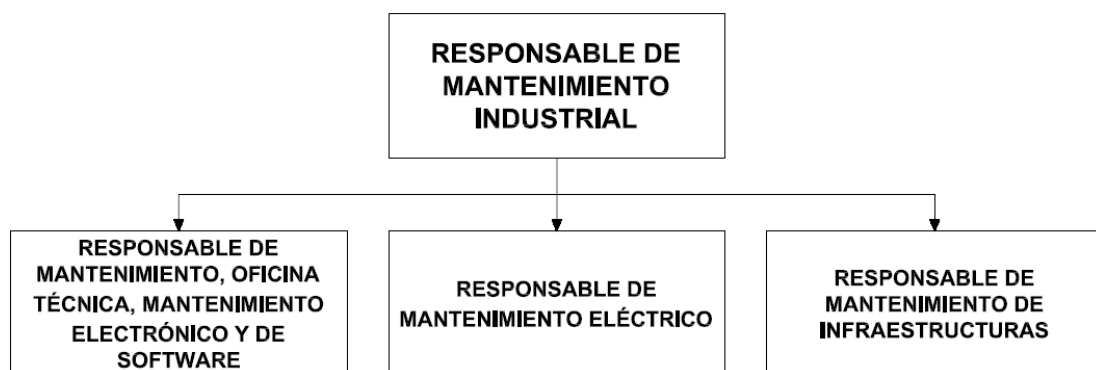 RESPONSABLE DE
MANTENIMIENTO
INDUSTRIAL
RESPONSABLE DE
MANTENIMIENTO, OFICINA
TÉCNICA, MANTENIMIENTO
ELECTRÓNICO Y DE
SOFTWARE
RESPONSABLE DE
MANTENIMIENTO ELÉCTRICO
RESPONSABLE DE
MANTENIMIENTO DE
INFRAESTRUCTURAS